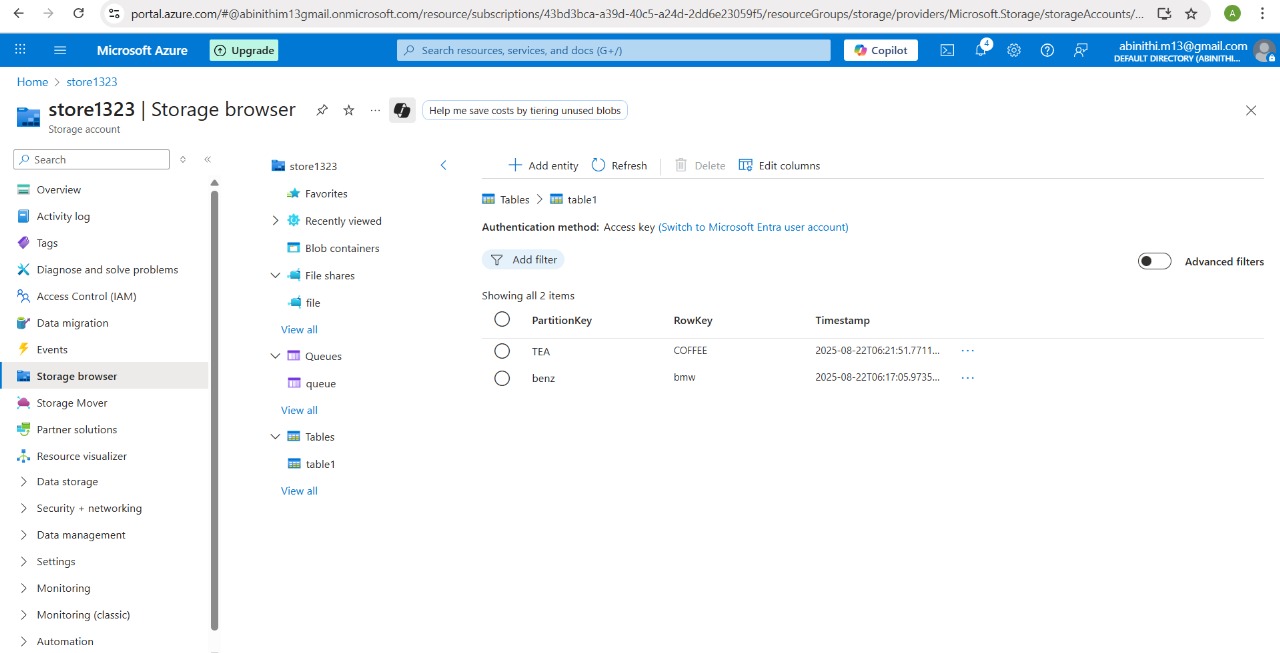 portal.azure.com/#@abinithim13gmail.onmicrosoft.com/resource/subscriptions/43bd3bca-a39d-40c5-a24d-2dd6e23059f5/resourceGroups/storage/providers/Microsoft.Storage/storageAccounts/...
A
Microsoft Azure
Upgrade
Search resources, services, and docs (G+/)
Copilot
4
abinithi.m13@gmail.com
DEFAULT DIRECTORY (ABINITHI...
Home > store1323
store1323 | Storage browser
Storage account
... Help me save costs by tiering unused blobs
Search
Overview
Activity log
Tags
Diagnose and solve problems
Access Control (IAM)
Data migration
Events
Storage browser
Storage Mover
Partner solutions
Resource visualizer
Data storage
Security + networking
Data management
Settings
Monitoring
Monitoring (classic)
Automation
store1323
Favorites
Recently viewed
Blob containers
File shares
file
View all
Queues
queue
View all
Tables
table1
View all
Add entity Refresh Delete Edit columns
Tables > table1
Authentication method: Access key (Switch to Microsoft Entra user account)
Add filter
Advanced filters
Showing all 2 items
PartitionKey RowKey Timestamp
TEA COFFEE 2025-08-22T06:21:51.7711... ...
benz bmw 2025-08-22T06:17:05.9735... ...